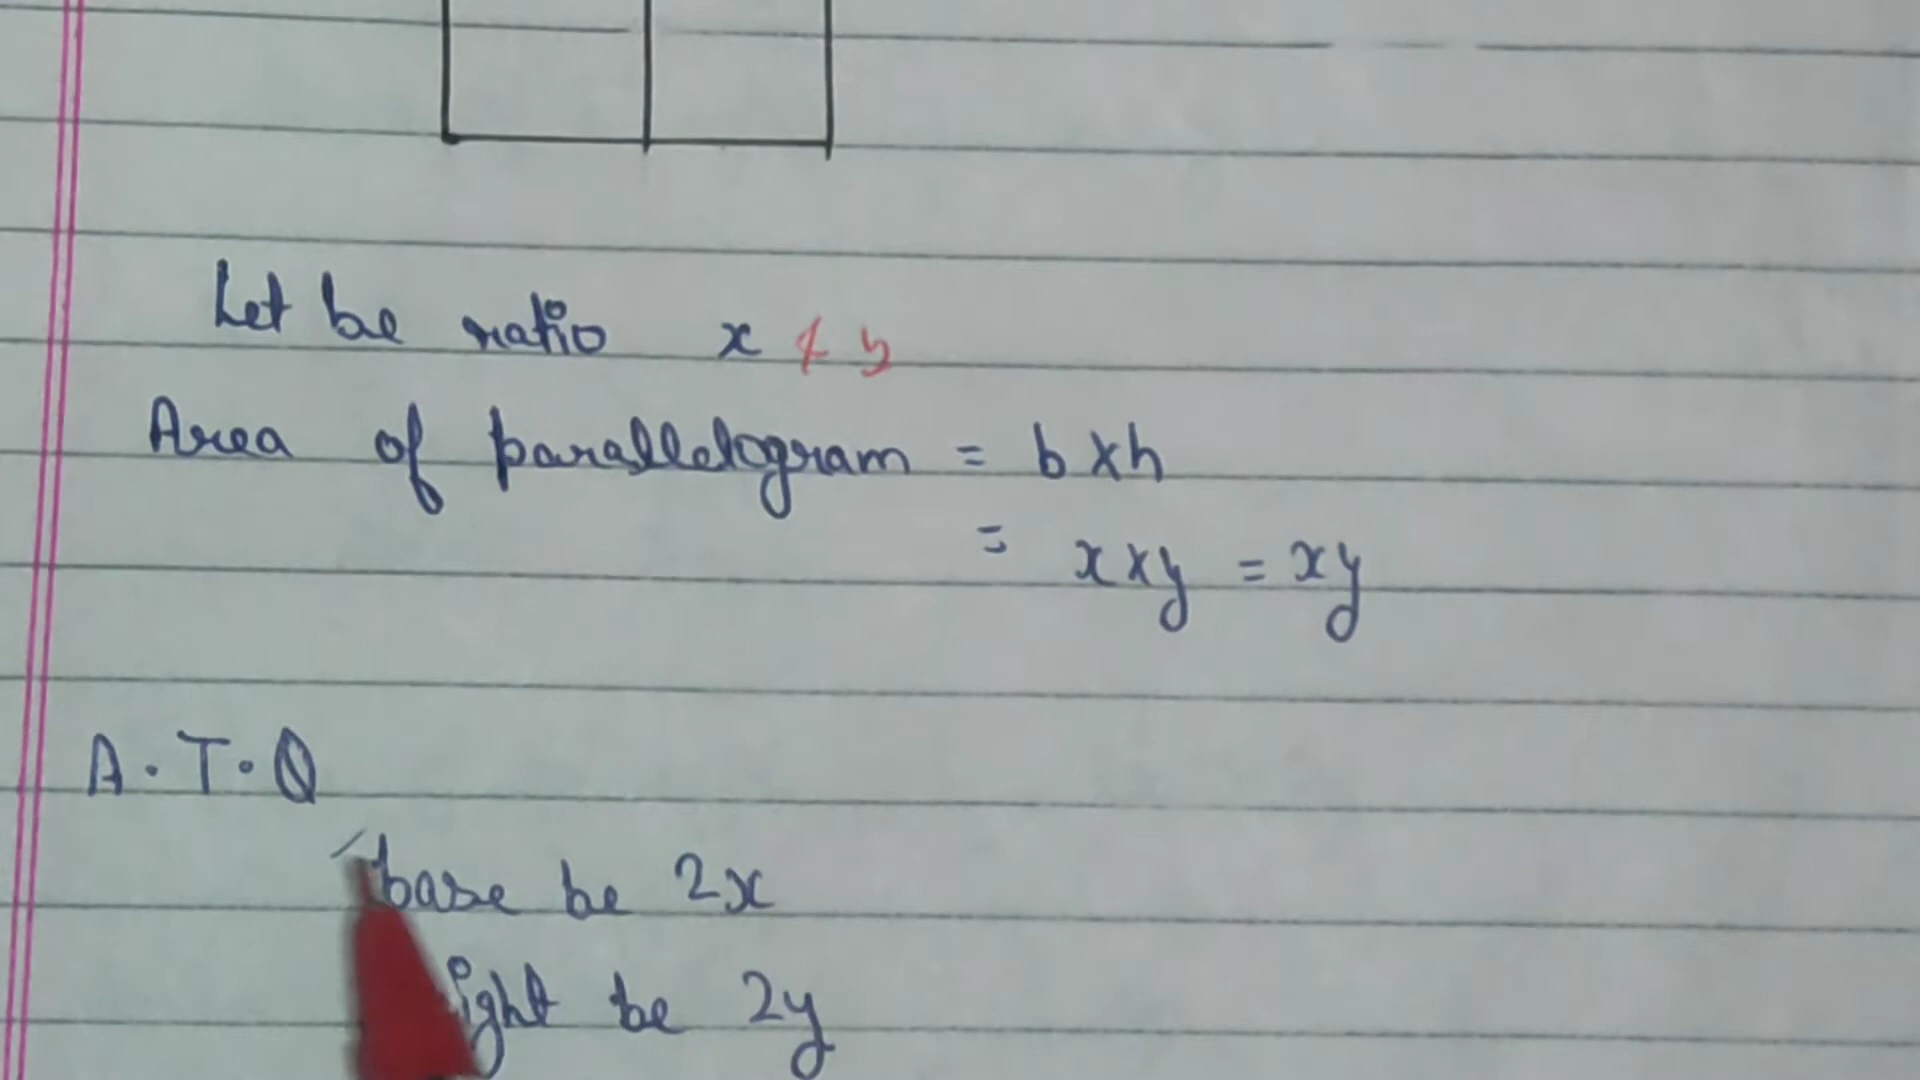 Let be ratio x & y
Area of parallelogram = b×h
= x×y = xy
A.T.Q
base be 2x
be 2y